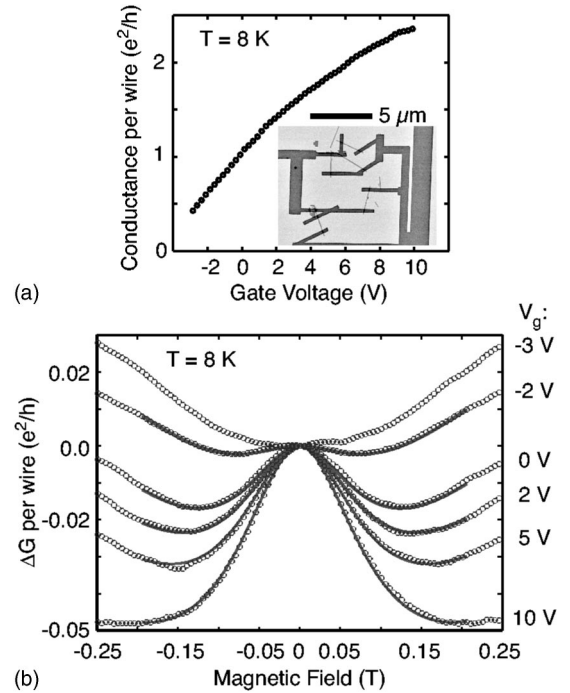 T = 8 K
Conductance per wire (e²/h)
2
1
0
5 μm
-2 0 2 4 6 8 10
Gate Voltage (V)
(a)
Vg:
T = 8 K
-3 V
-2 V
0 V
2 V
5 V
10 V
ΔG per wire (e²/h)
0.02
0.0
-0.02
-0.05
-0.25 -0.15 -0.05 0 0.05 0.15 0.25
Magnetic Field (T)
(b)